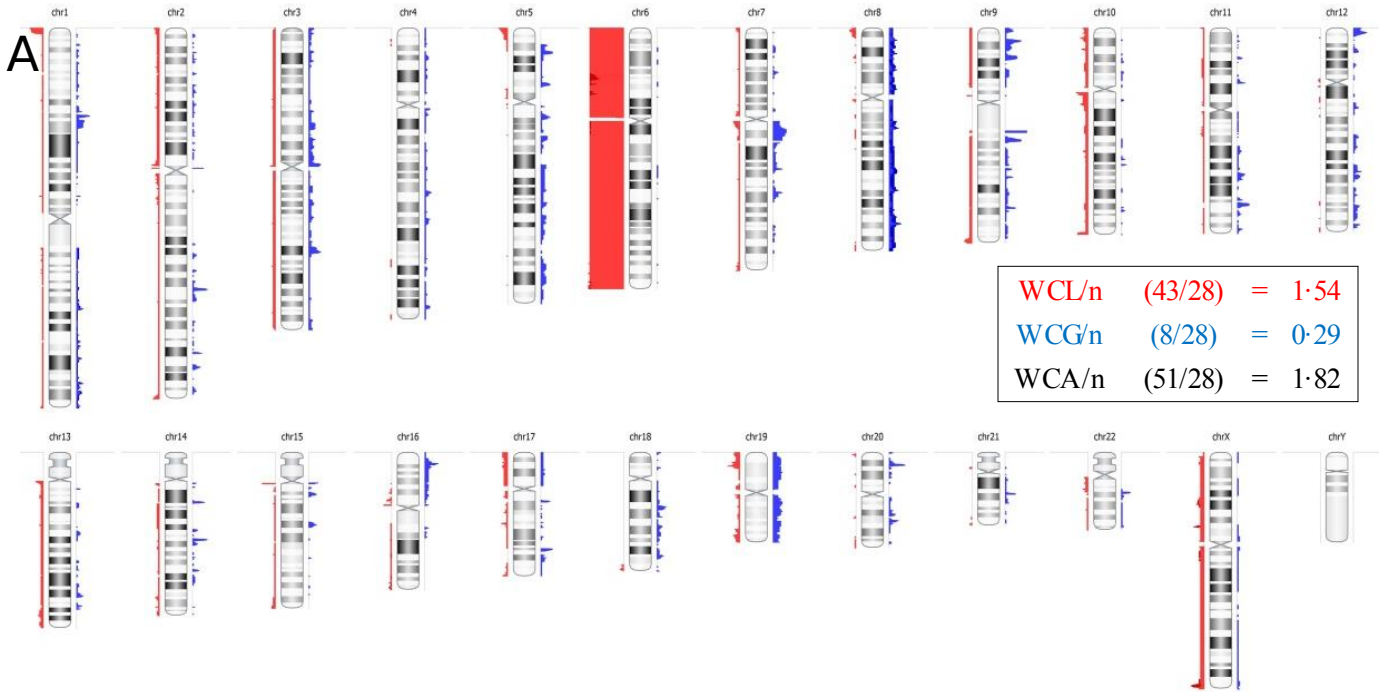 chr1 chr2 chr3 chr4 chr5 chr6 chr7 chr8 chr9 chr10 chr11 chr12
A
WCL/n (43/28) = 1·54
WCG/n (8/28) = 0·29
WCA/n (51/28) = 1·82
chr13 chr14 chr15 chr16 chr17 chr18 chr19 chr20 chr21 chr22 chrX chrY